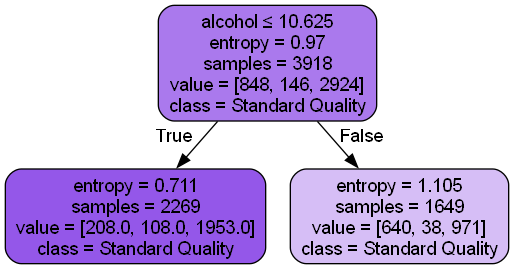 alcohol ≤ 10.625
entropy = 0.97
samples = 3918
value = [848, 146, 2924]
class = Standard Quality
True
False
entropy = 0.711
samples = 2269
value = [208.0, 108.0, 1953.0]
class = Standard Quality
entropy = 1.105
samples = 1649
value = [640, 38, 971]
class = Standard Quality